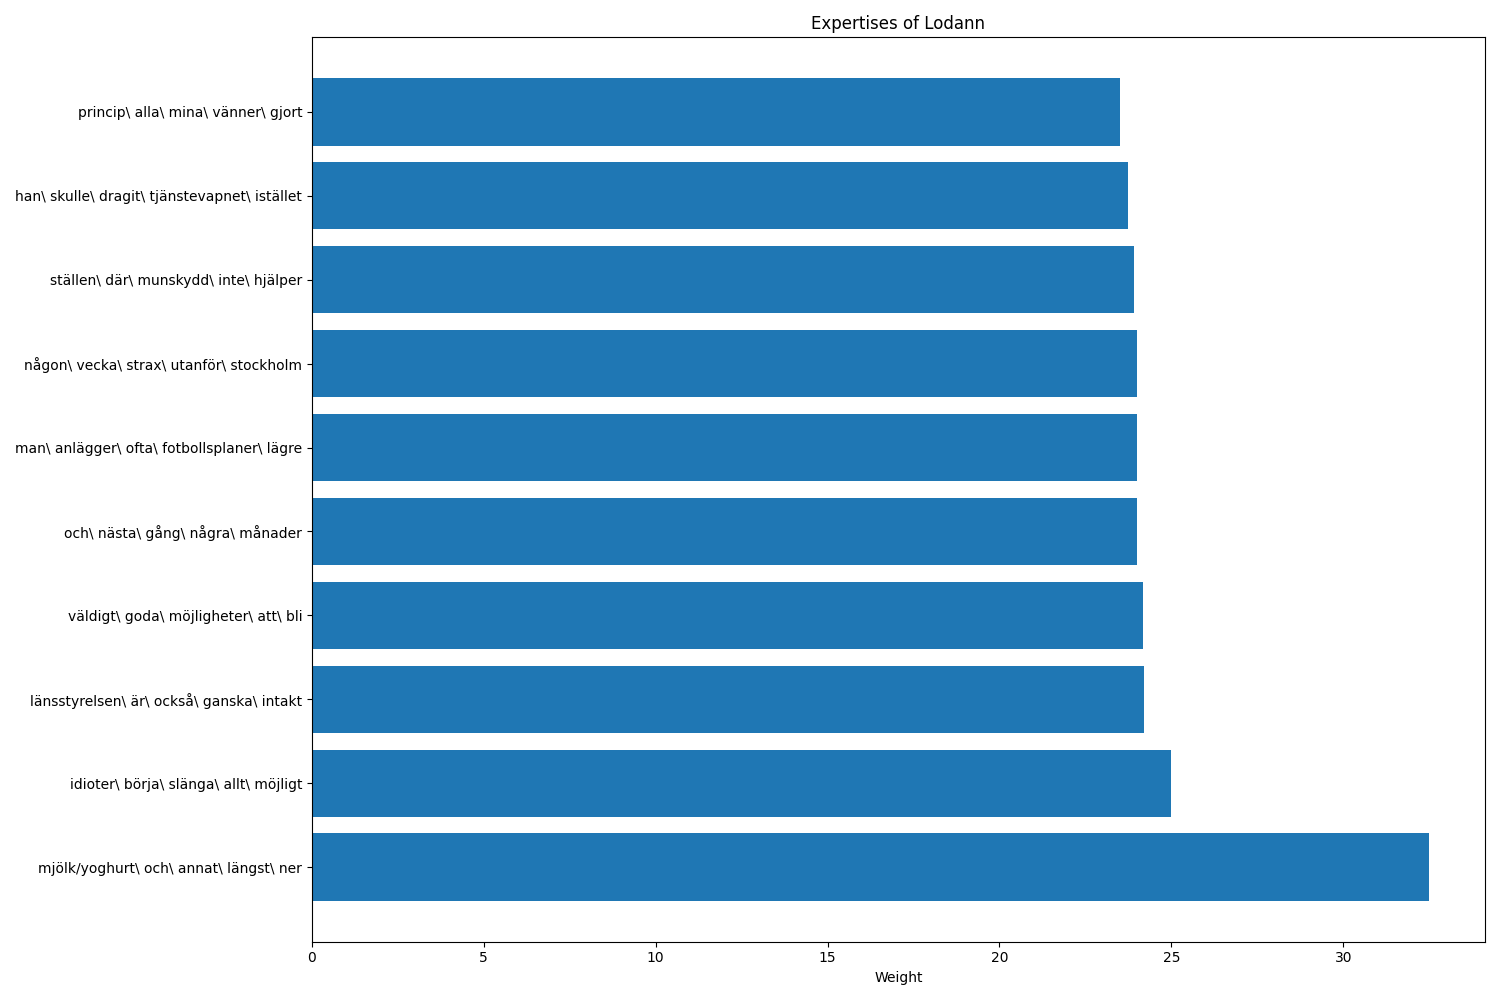 Expertises of Lodann
princip\ alla\ mina\ vänner\ gjort
han\ skulle\ dragit\ tjänstevapnet\ istället
ställen\ där\ munskydd\ inte\ hjälper
någon\ vecka\ strax\ utanför\ stockholm
man\ anlägger\ ofta\ fotbollsplaner\ lägre
och\ nästa\ gång\ några\ månader
väldigt\ goda\ möjligheter\ att\ bli
länsstyrelsen\ är\ också\ ganska\ intakt
idioter\ börja\ slänga\ allt\ möjligt
mjölk/yoghurt\ och\ annat\ längst\ ner
0 5 10 15 20 25 30
Weight